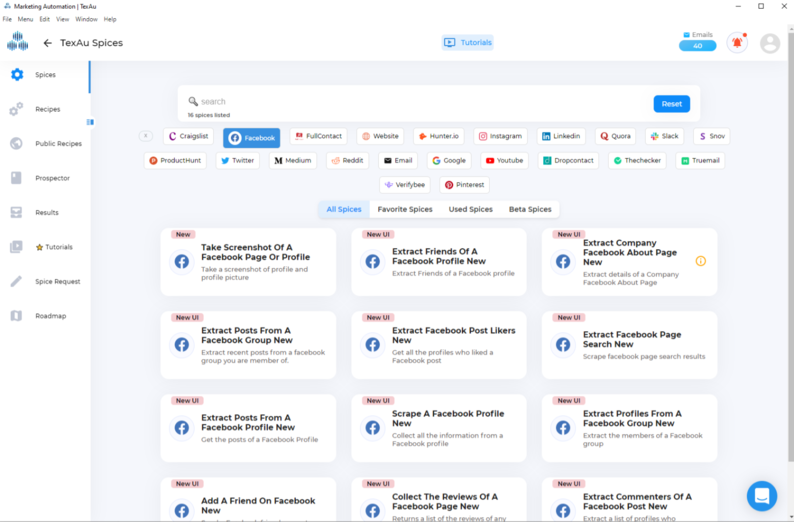 Marketing Automation | TexAu
File Menu Edit View Window Help
TexAu Spices
Tutorials
Emails
40
Spices
Recipes
Public Recipes
Prospector
Results
Tutorials
Spice Request
Roadmap
search
16 spices listed
Reset
Craigslist Facebook FullContact Website Hunter.io Instagram Linkedin Quora Slack Snov
ProductHunt Twitter Medium Reddit Email Google Youtube Dropcontact Thechecker Truemail
Verifybee Pinterest
All Spices Favorite Spices Used Spices Beta Spices
New
Take Screenshot Of A
Facebook Page Or Profile
Take a screenshot of profile and
profile picture
New UI
Extract Friends Of A
Facebook Profile New
Extract Friends of a Facebook profile
New UI
Extract Company
Facebook About Page
New
Extract details of a Company
Facebook About Page
New UI
Extract Posts From A
Facebook Group New
Extract recent posts from a facebook
group you are member of.
New UI
Extract Facebook Post Likers
New
Get all the profiles who liked a
Facebook post
New UI
Extract Facebook Page
Search New
Scrape facebook page search results
New UI
Extract Posts From A
Facebook Profile New
Get the posts of a Facebook Profile
New UI
Scrape A Facebook Profile
New
Collect all the information from a
Facebook profile
New UI
Extract Profiles From A
Facebook Group New
Extract the members of a Facebook
group
New UI
Add A Friend On Facebook
New
New UI
Collect The Reviews Of A
Facebook Page New
Returns a list of the reviews of any
New UI
Extract Commenters Of A
Facebook Post New
Extract a list of profiles who